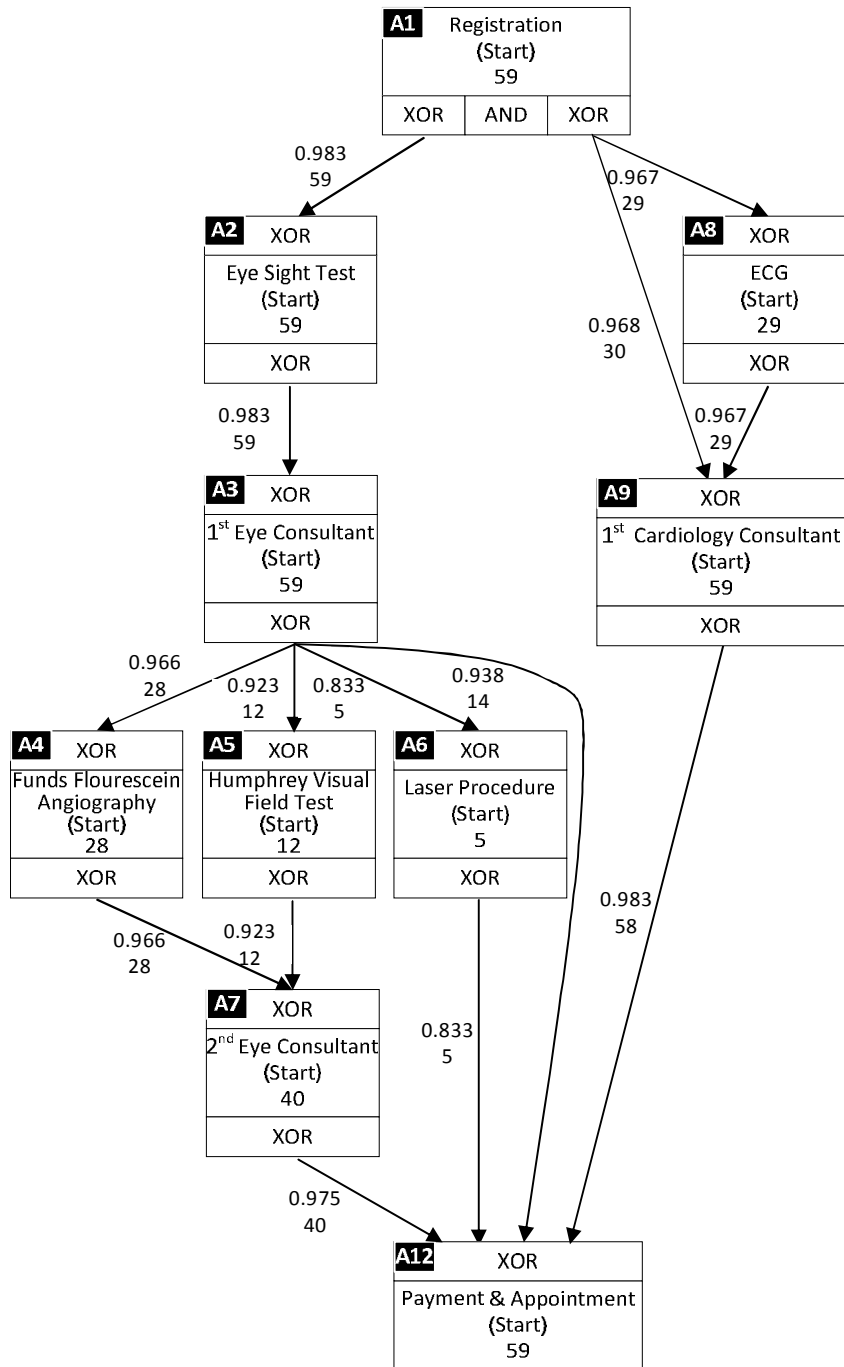 A1
Registration
(Start)
59
XOR AND XOR
0.983
59
0.967
29
A2
XOR
Eye Sight Test
(Start)
59
XOR
A8
XOR
ECG
(Start)
29
XOR
0.968
30
0.983
59
0.967
29
A3
XOR
1st Eye Consultant
(Start)
59
XOR
A9
XOR
1st Cardiology Consultant
(Start)
59
XOR
0.966
28
0.923
12
0.833
5
0.938
14
A4
XOR
Funds Flourescein
Angiography
(Start)
28
XOR
A5
XOR
Humphrey Visual
Field Test
(Start)
12
XOR
A6
XOR
Laser Procedure
(Start)
5
XOR
0.966
28
0.923
12
0.983
58
A7
XOR
2nd Eye Consultant
(Start)
40
XOR
0.833
5
0.975
40
A12
XOR
Payment & Appointment
(Start)
59